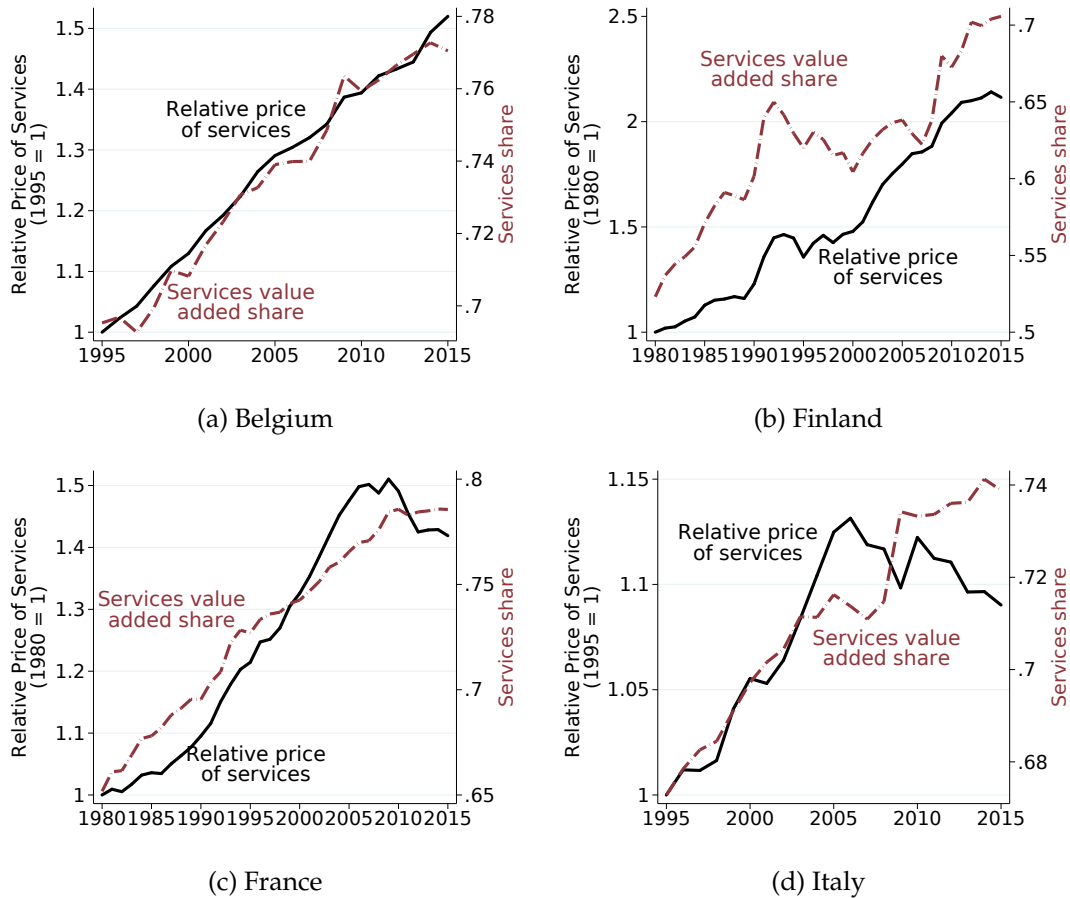 Relative Price of Services
(1995 = 1)
1.5
1.4
1.3
1.2
1.1
1
.78
.76
.74
.72
.7
Services share
Relative price
of services
Services value
added share
1995 2000 2005 2010 2015
(a) Belgium
Relative Price of Services
(1980 = 1)
2.5
2
1.5
1
.7
.65
.6
.55
.5
Services share
Services value
added share
Relative price
of services
1980 1985 1990 1995 2000 2005 2010 2015
(b) Finland
Relative Price of Services
(1980 = 1)
1.5
1.4
1.3
1.2
1.1
1
.8
.75
.7
.65
Services share
Services value
added share
Relative price
of services
1980 1985 1990 1995 2000 2005 2010 2015
(c) France
Relative Price of Services
(1995 = 1)
1.15
1.1
1.05
1
.74
.72
.7
.68
Services share
Relative price
of services
Services value
added share
1995 2000 2005 2010 2015
(d) Italy